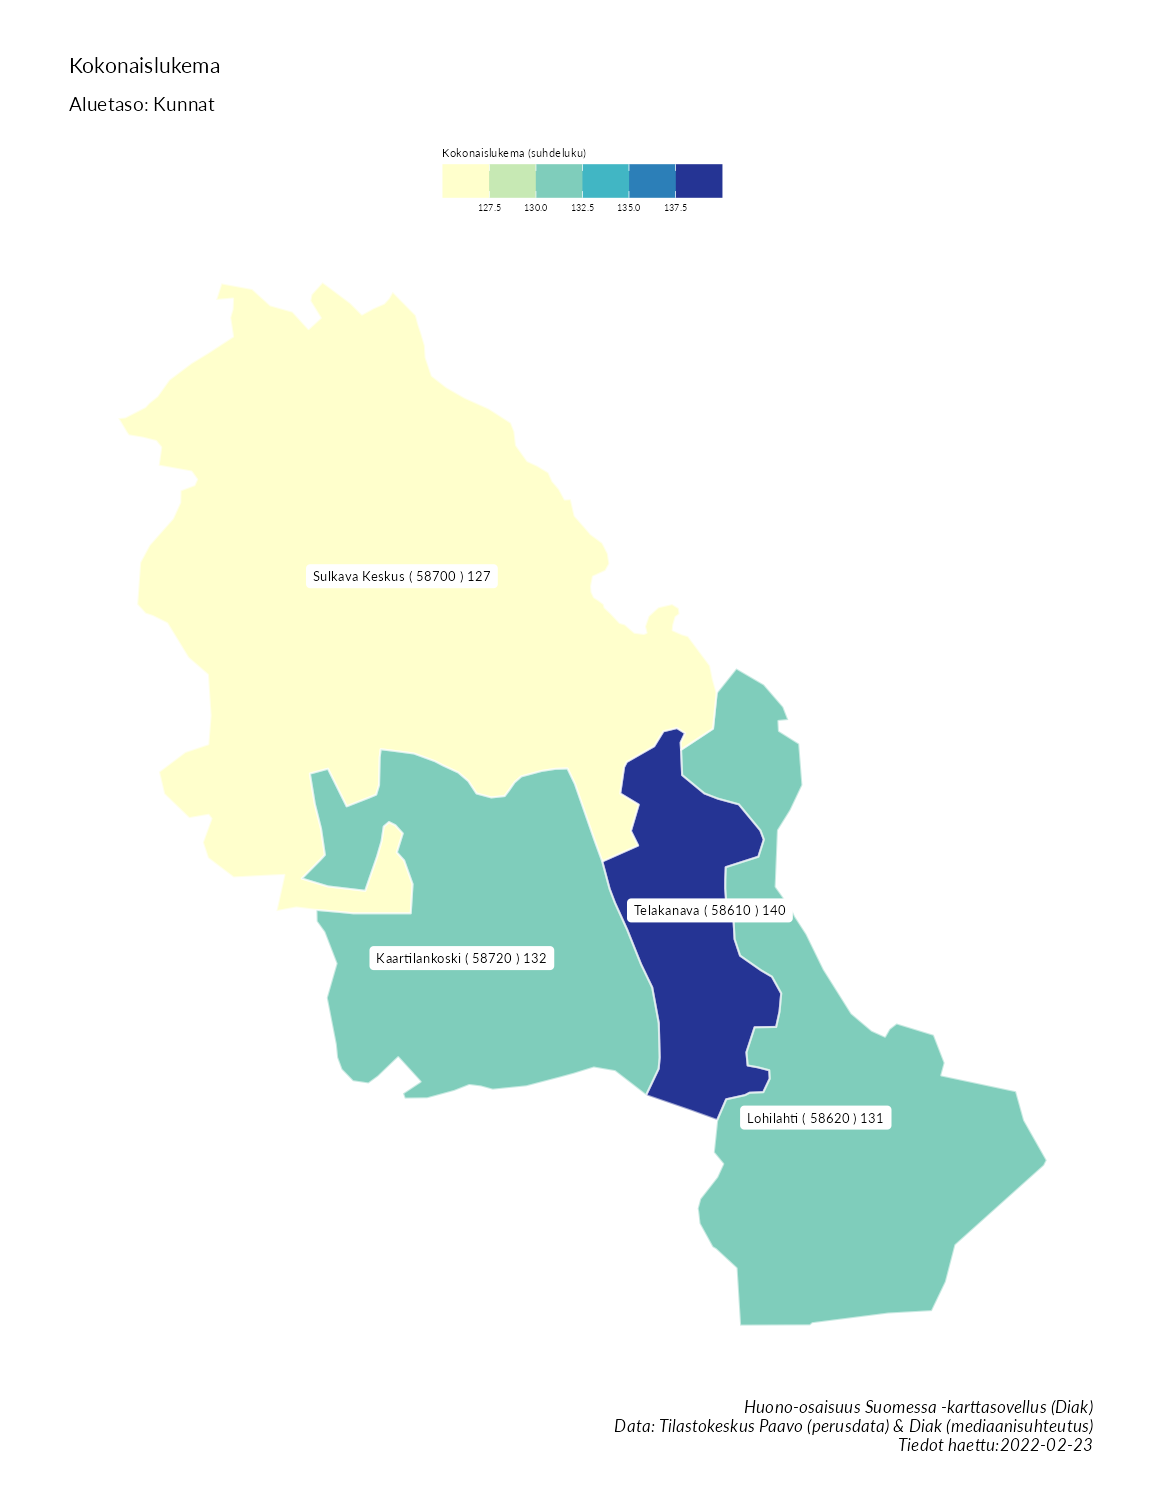 Kokonaislukema
Aluetaso: Kunnat
Kokonaislukema (suhdeluku)
127.5 130.0 132.5 135.0 137.5
Sulkava Keskus ( 58700 ) 127
Telakanava ( 58610 ) 140
Kaartilankoski ( 58720 ) 132
Lohilahti ( 58620 ) 131
Huono-osaisuus Suomessa -karttasovellus (Diak)
Data: Tilastokeskus Paavo (perusdata) & Diak (mediaanisuhteutus)
Tiedot haettu:2022-02-23